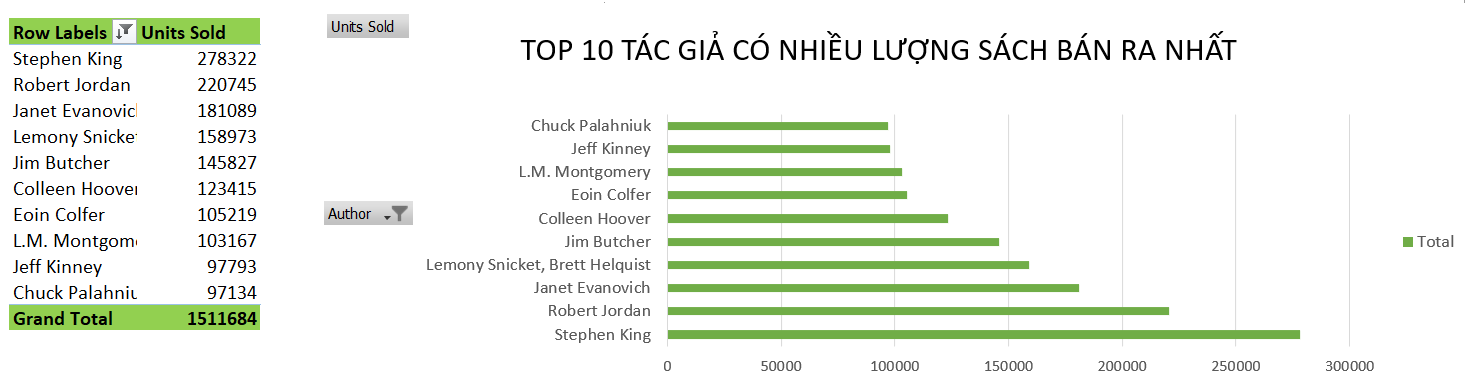 Row Labels Units Sold
Stephen King 278322
Robert Jordan 220745
Janet Evanovic 181089
Lemony Snicket 158973
Jim Butcher 145827
Colleen Hoover 123415
Eoin Colfer 105219
L.M. Montgom 103167
Jeff Kinney 97793
Chuck Palahniu 97134
Grand Total 1511684
Units Sold
TOP 10 TÁC GIẢ CÓ NHIỀU LƯỢNG SÁCH BÁN RA NHẤT
Author
Chuck Palahniuk
Jeff Kinney
L.M. Montgomery
Eoin Colfer
Colleen Hoover
Jim Butcher
Lemony Snicket, Brett Helquist
Janet Evanovich
Robert Jordan
Stephen King
0 50000 100000 150000 200000 250000 300000
Total